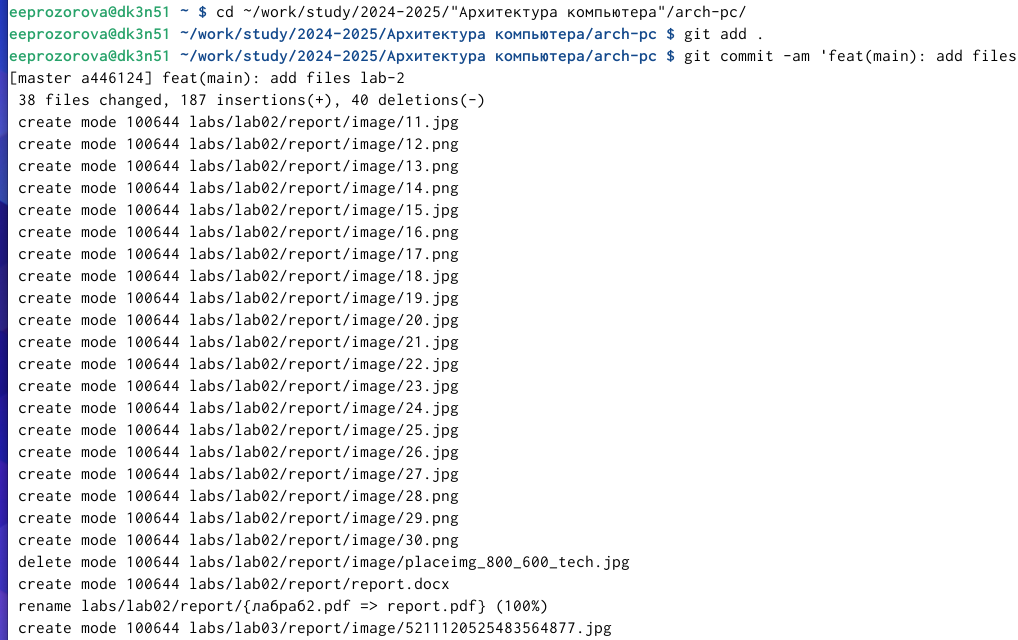 eeprozorova@dk3n51 ~ $ cd ~/work/study/2024-2025/"Архитектура компьютера"/arch-pc/
eeprozorova@dk3n51 ~/work/study/2024-2025/Архитектура компьютера/arch-pc $ git add .
eeprozorova@dk3n51 ~/work/study/2024-2025/Архитектура компьютера/arch-pc $ git commit -am 'feat(main): add files
[master a446124] feat(main): add files lab-2
38 files changed, 187 insertions(+), 40 deletions(-)
create mode 100644 labs/lab02/report/image/11.jpg
create mode 100644 labs/lab02/report/image/12.png
create mode 100644 labs/lab02/report/image/13.png
create mode 100644 labs/lab02/report/image/14.png
create mode 100644 labs/lab02/report/image/15.jpg
create mode 100644 labs/lab02/report/image/16.png
create mode 100644 labs/lab02/report/image/17.png
create mode 100644 labs/lab02/report/image/18.jpg
create mode 100644 labs/lab02/report/image/19.jpg
create mode 100644 labs/lab02/report/image/20.jpg
create mode 100644 labs/lab02/report/image/21.jpg
create mode 100644 labs/lab02/report/image/22.jpg
create mode 100644 labs/lab02/report/image/23.jpg
create mode 100644 labs/lab02/report/image/24.jpg
create mode 100644 labs/lab02/report/image/25.jpg
create mode 100644 labs/lab02/report/image/26.jpg
create mode 100644 labs/lab02/report/image/27.jpg
create mode 100644 labs/lab02/report/image/28.png
create mode 100644 labs/lab02/report/image/29.png
create mode 100644 labs/lab02/report/image/30.png
delete mode 100644 labs/lab02/report/image/placeimg_800_600_tech.jpg
create mode 100644 labs/lab02/report/report.docx
rename labs/lab02/report/{лабраб2.pdf => report.pdf} (100%)
create mode 100644 labs/lab03/report/image/5211120525483564877.jpg